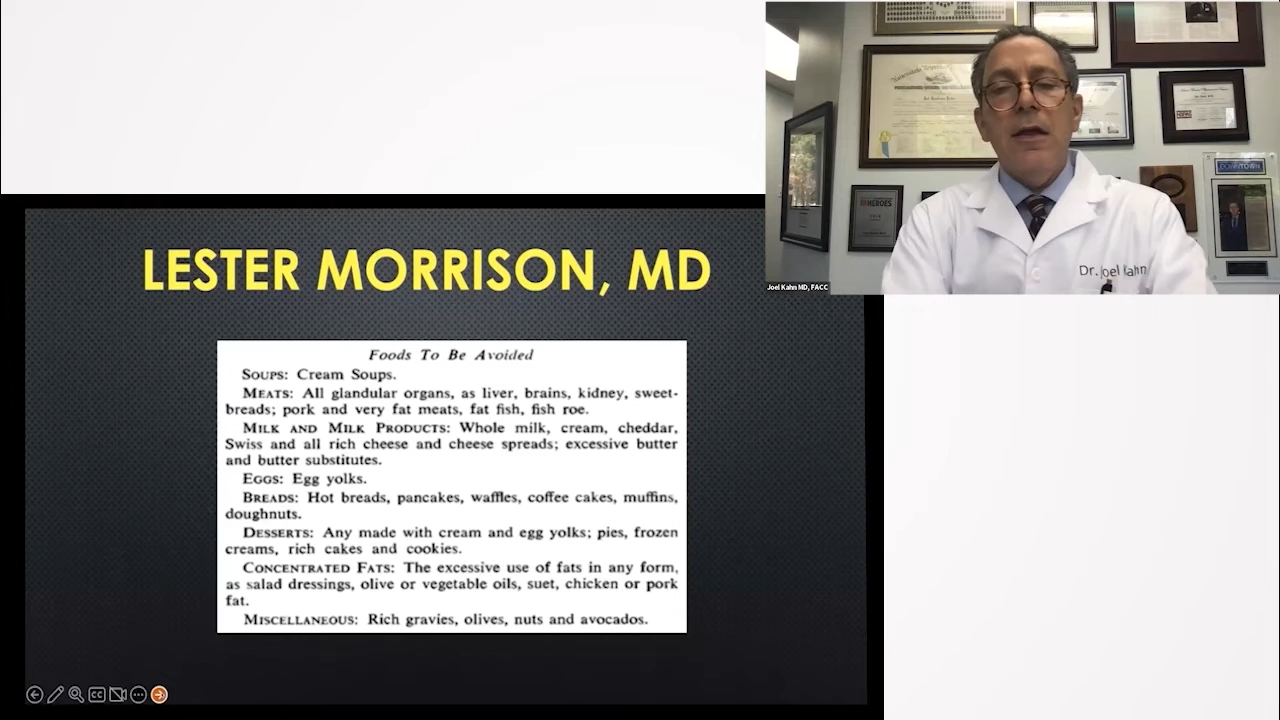 LESTER MORRISON, MD
Foods To Be Avoided
SOUPS: Cream Soups.
MEATS: All glandular organs, as liver, brains, kidney, sweet-
breads; pork and very fat meats, fat fish, fish roe.
MILK AND MILK PRODUCTS: Whole milk, cream, cheddar,
Swiss and all rich cheese and cheese spreads; excessive butter
and butter substitutes.
EGGS: Egg yolks.
BREADS: Hot breads, pancakes, waffles, coffee cakes, muffins,
doughnuts.
DESSERTS: Any made with cream and egg yolks; pies, frozen
creams, rich cakes and cookies.
CONCENTRATED FATS: The excessive use of fats in any form,
as salad dressings, olive or vegetable oils, suet, chicken or pork
fat.
MISCELLANEOUS: Rich gravies, olives, nuts and avocados.
CC
HEROES
DOWNTOWN
Dr. Joel Kahn
Joel Kahn MD, FACC